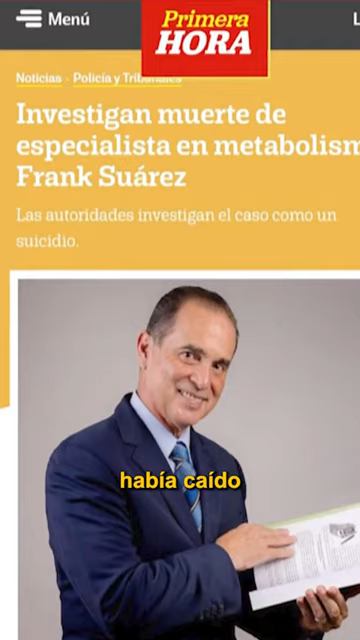 Menú
Primera
HORA
Noticias · Policía y Tribunales
Investigan muerte de
especialista en metabolism
Frank Suárez
Las autoridades investigan el caso como un
suicidio.
había caído